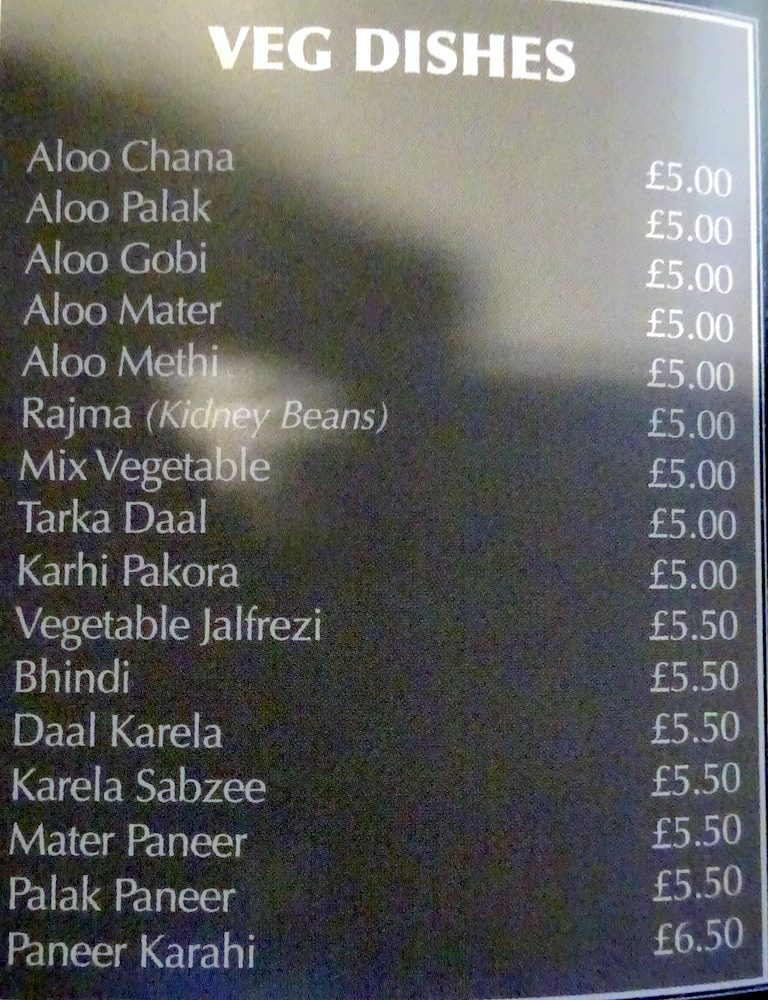 VEG DISHES
Aloo Chana £5.00
Aloo Palak £5.00
Aloo Gobi £5.00
Aloo Mater £5.00
Aloo Methi £5.00
Rajma (Kidney Beans) £5.00
Mix Vegetable £5.00
Tarka Daal £5.00
Karhi Pakora £5.00
Vegetable Jalfrezi £5.50
Bhindi £5.50
Daal Karela £5.50
Karela Sabzee £5.50
Mater Paneer £5.50
Palak Paneer £5.50
Paneer Karahi £6.50